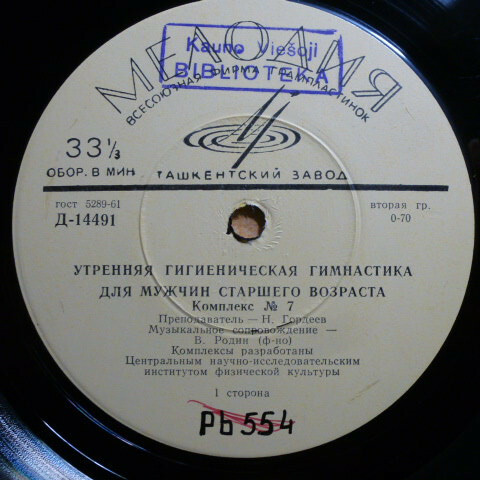 МЕЛОДИЯ
Kauno Viešoji
BIBLIOTEKA
ВСЕСОЮЗНАЯ ФИРМА ГРАМПЛАСТИНОК
33⅓
ОБОР. В МИН
ТАШКЕНТСКИЙ ЗАВОД
гост 5289-61
Д-14491
вторая гр.
0-70
УТРЕННЯЯ ГИГИЕНИЧЕСКАЯ ГИМНАСТИКА
ДЛЯ МУЖЧИН СТАРШЕГО ВОЗРАСТА
Комплекс № 7
Преподаватель — Н. Гордеев
Музыкальное сопровождение —
В. Родин (ф-но)
Комплексы разработаны
Центральным научно-исследовательским
институтом физической культуры
1 сторона
Pb 554